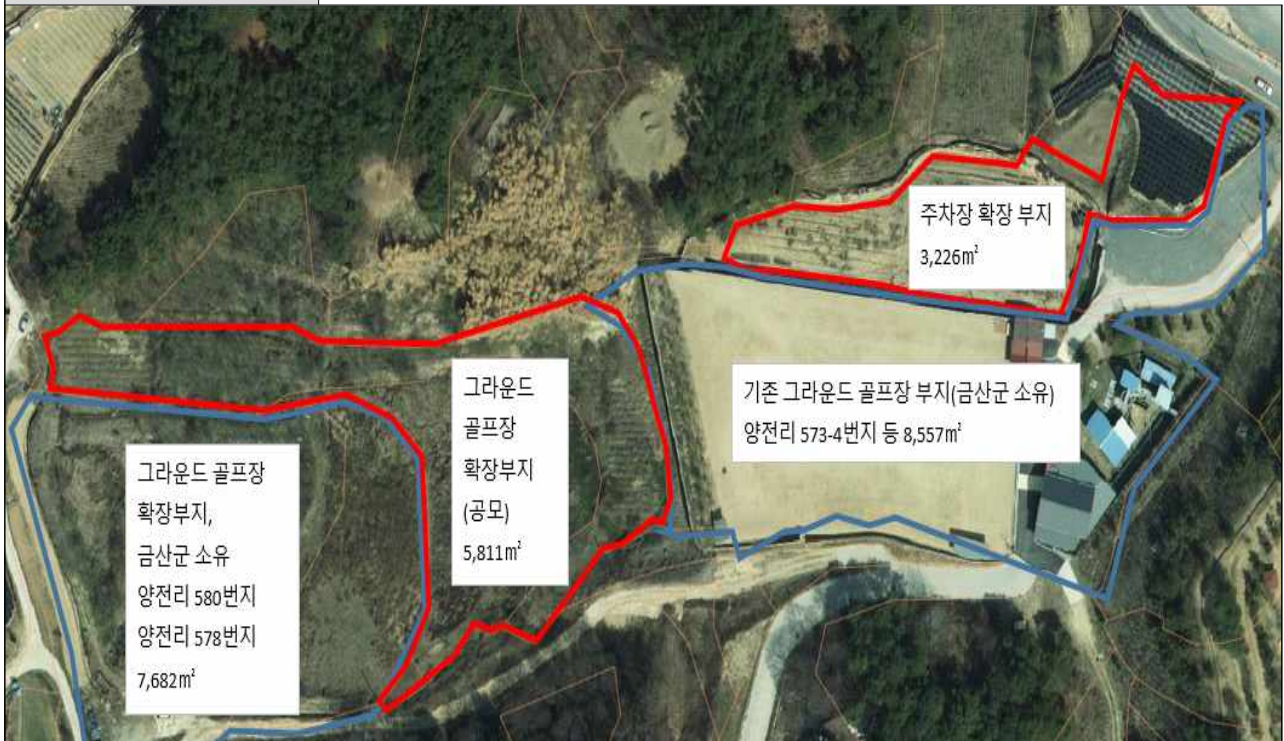 주차장 확장 부지
3,226㎡
그라운드
골프장
확장부지
(공모)
5,811㎡
기존 그라운드 골프장 부지(금산군 소유)
양전리 573-4번지 등 8,557㎡
그라운드 골프장
확장부지,
금산군 소유
양전리 580번지
양전리 578번지
7,682㎡